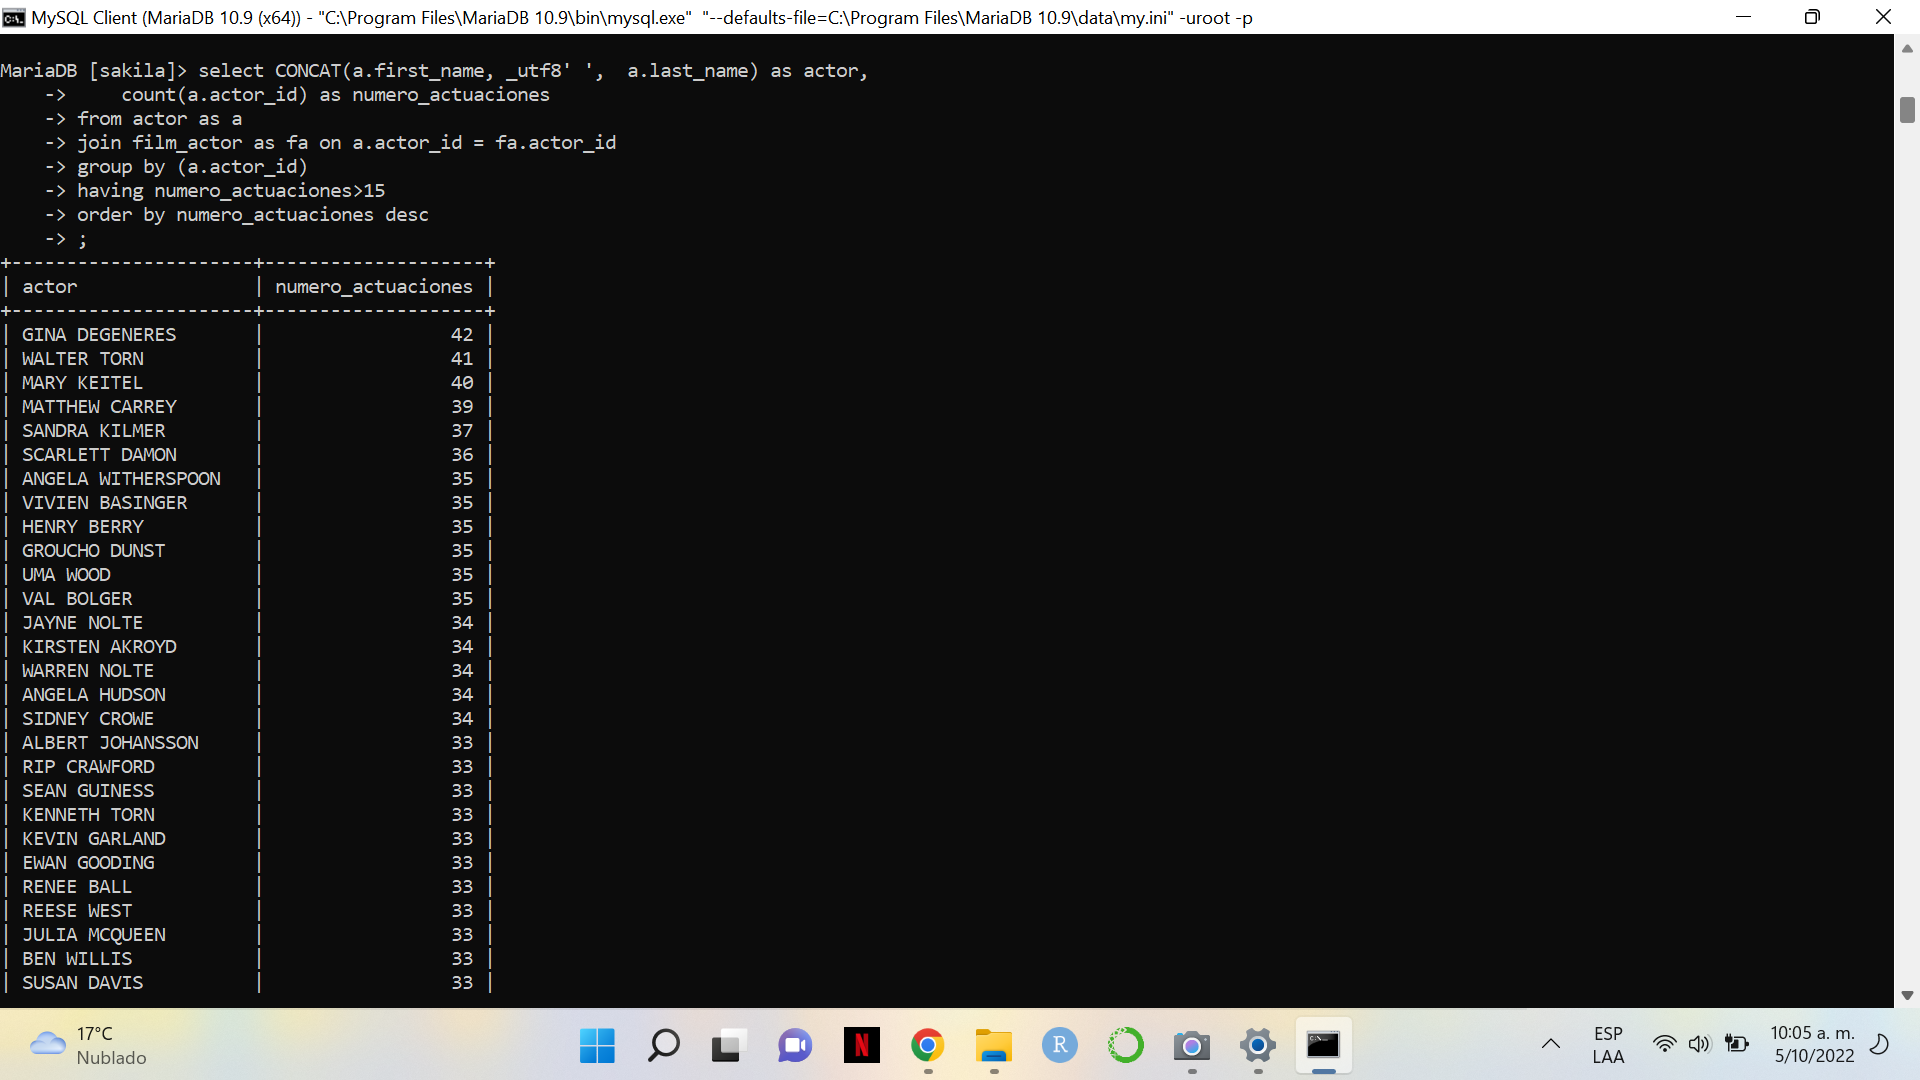 MySQL Client (MariaDB 10.9 (x64)) - "C:\Program Files\MariaDB 10.9\bin\mysql.exe"  "--defaults-file=C:\Program Files\MariaDB 10.9\data\my.ini" -uroot -p
MariaDB [sakila]> select CONCAT(a.first_name, _utf8' ',  a.last_name) as actor,
    ->     count(a.actor_id) as numero_actuaciones
    -> from actor as a
    -> join film_actor as fa on a.actor_id = fa.actor_id
    -> group by (a.actor_id)
    -> having numero_actuaciones>15
    -> order by numero_actuaciones desc
    -> ;
+----------------------+--------------------+
| actor                | numero_actuaciones |
+----------------------+--------------------+
| GINA DEGENERES       |                 42 |
| WALTER TORN          |                 41 |
| MARY KEITEL          |                 40 |
| MATTHEW CARREY       |                 39 |
| SANDRA KILMER        |                 37 |
| SCARLETT DAMON       |                 36 |
| ANGELA WITHERSPOON   |                 35 |
| VIVIEN BASINGER      |                 35 |
| HENRY BERRY          |                 35 |
| GROUCHO DUNST        |                 35 |
| UMA WOOD             |                 35 |
| VAL BOLGER           |                 35 |
| JAYNE NOLTE          |                 34 |
| KIRSTEN AKROYD       |                 34 |
| WARREN NOLTE         |                 34 |
| ANGELA HUDSON        |                 34 |
| SIDNEY CROWE         |                 34 |
| ALBERT JOHANSSON     |                 33 |
| RIP CRAWFORD         |                 33 |
| SEAN GUINESS         |                 33 |
| KENNETH TORN         |                 33 |
| KEVIN GARLAND        |                 33 |
| EWAN GOODING         |                 33 |
| RENEE BALL           |                 33 |
| REESE WEST           |                 33 |
| JULIA MCQUEEN        |                 33 |
| BEN WILLIS           |                 33 |
| SUSAN DAVIS          |                 33 |
17°C
Nublado
N
R
C:\_
ESP
LAA
10:05 a. m.
5/10/2022